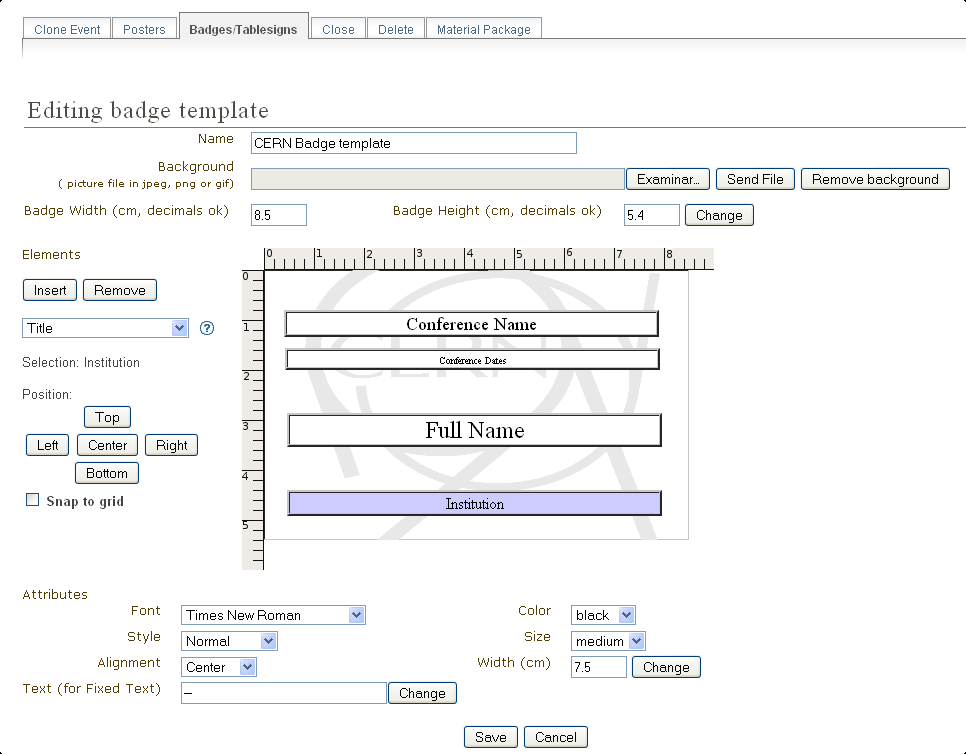 Clone Event Posters Badges/Tablesigns Close Delete Material Package
Editing badge template
Name CERN Badge template
Background
( picture file in jpeg, png or gif) Examinar... Send File Remove background
Badge Width (cm, decimals ok) 8.5 Badge Height (cm, decimals ok) 5.4 Change
Elements
0 1 2 3 4 5 6 7 8
0
Insert Remove
Title ?
1
Conference Name
Selection: Institution
Conference Dates
CERN
2
Position:
Top
3
Full Name
Left Center Right
Bottom
4
Snap to grid
Institution
5
Attributes
Font Times New Roman Color black
Style Normal Size medium
Alignment Center Width (cm) 7.5 Change
Text (for Fixed Text) -- Change
Save Cancel